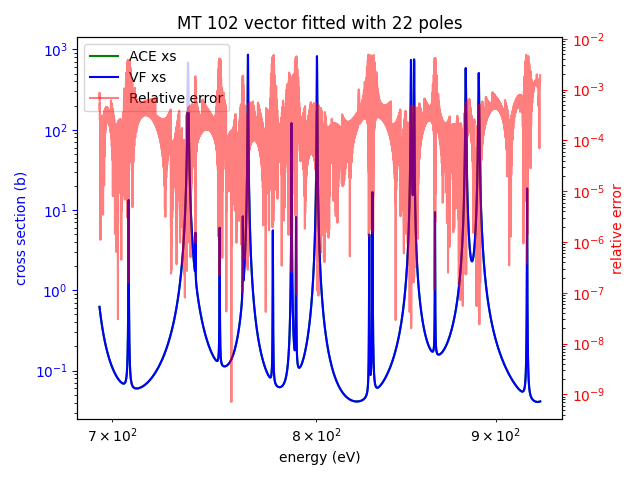 MT 102 vector fitted with 22 poles
ACE xs
VF xs
Relative error
cross section (b)
10³
10²
10¹
10⁰
10⁻¹
10⁻²
10⁻³
10⁻⁴
10⁻⁵
10⁻⁶
10⁻⁷
10⁻⁸
10⁻⁹
relative error
7 × 10² 8 × 10² 9 × 10²
energy (eV)